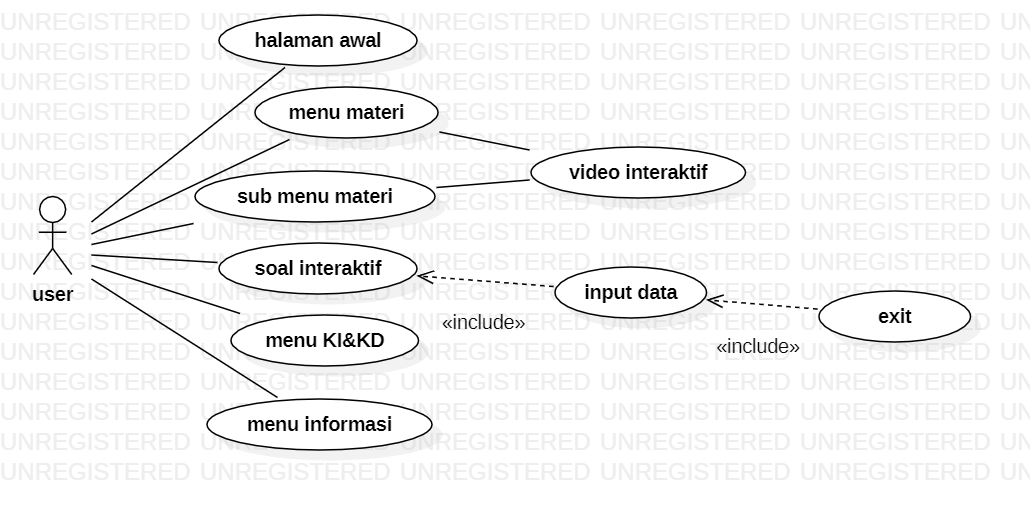 halaman awal
menu materi
video interaktif
sub menu materi
soal interaktif
user
input data
exit
«include»
menu KI&KD
«include»
menu informasi
UNREGISTERED